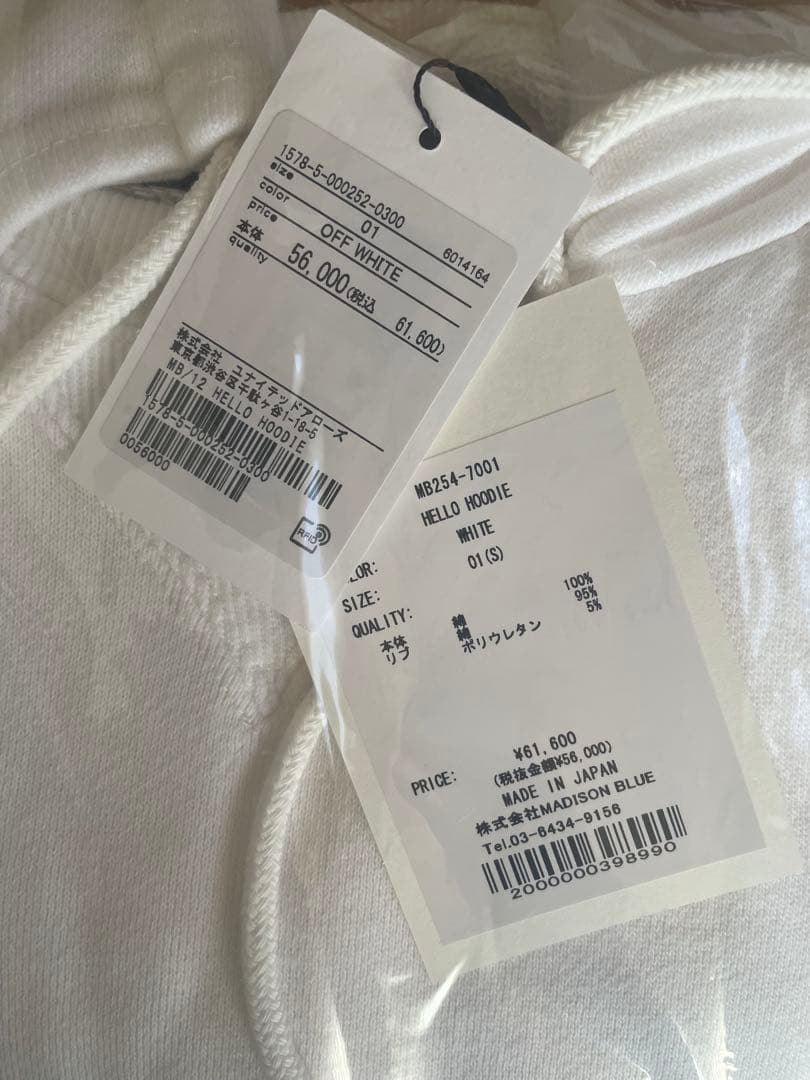 1578-5-000252-0300
size 01 6014164
color OFF WHITE
price 本体 56,000(税込 61,600)
quality
株式会社 ユナイテッドアローズ
東京都渋谷区千駄ケ谷1-18-5
MB/12 HELLO HOODIE
1578-5-000252-0300
0056000
RFID
MB254-7001
HELLO HOODIE
LOR: WHITE
SIZE: 01(S)
QUALITY:
本体 綿 100%
リブ 綿 95%
ポリウレタン 5%
PRICE: ¥61,600
(税抜金額¥56,000)
MADE IN JAPAN
株式会社MADISON BLUE
Tel.03-6434-9156
2000000398990